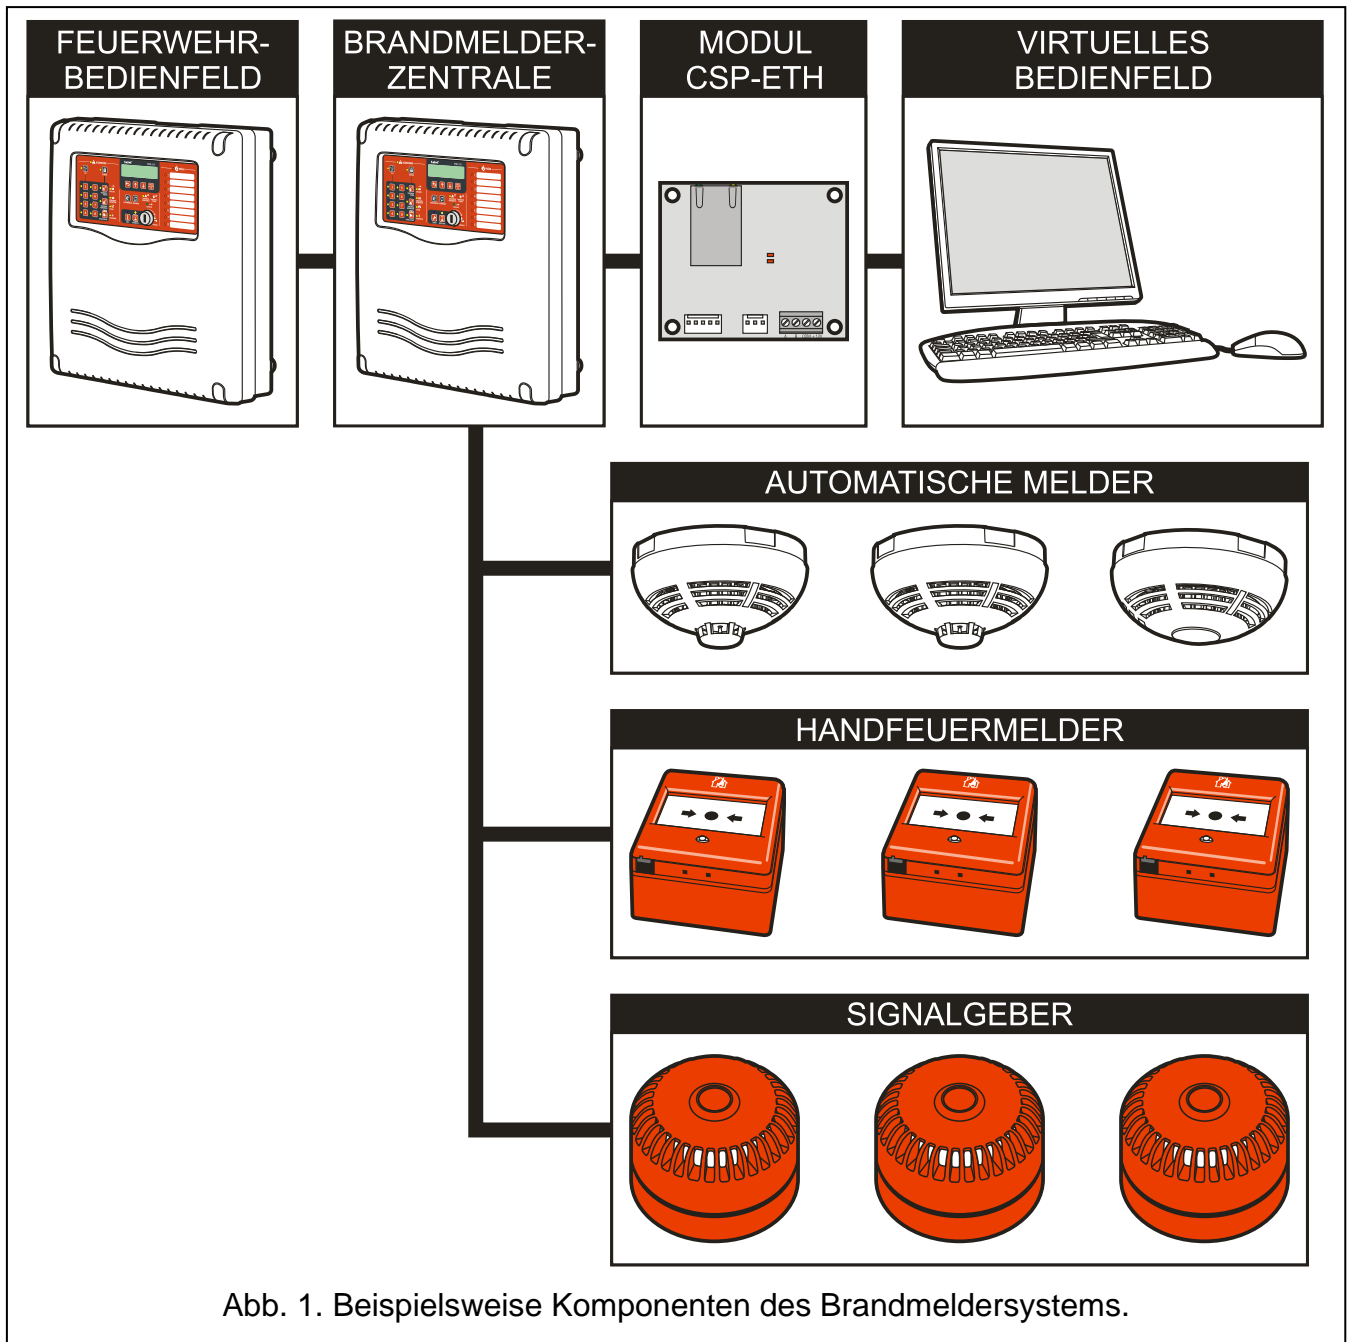 FEUERWEHR-
BEDIENFELD
BRANDMELDER-
ZENTRALE
MODUL
CSP-ETH
VIRTUELLES
BEDIENFELD
AUTOMATISCHE MELDER
HANDFEUERMELDER
SIGNALGEBER
Abb. 1. Beispielsweise Komponenten des Brandmeldersystems.